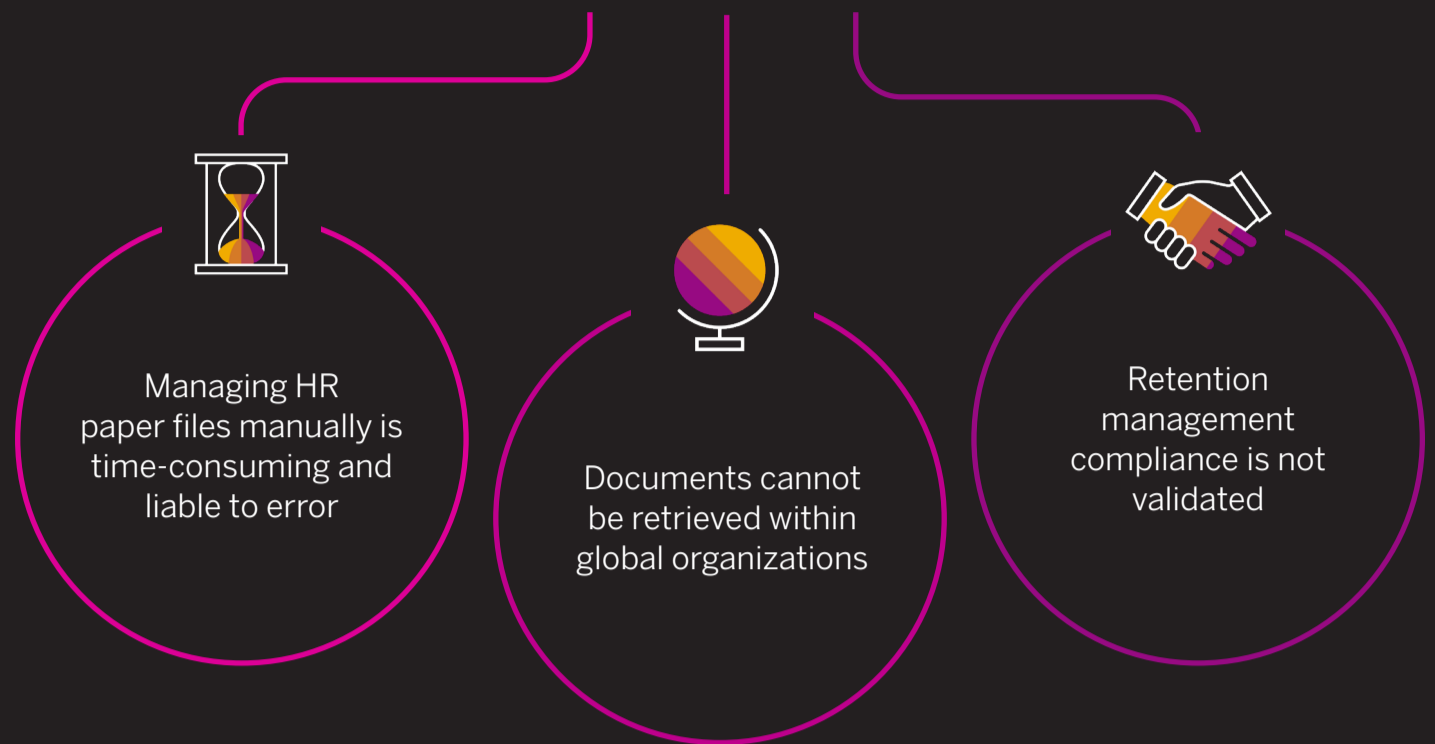 Managing HR
paper files manually is
time-consuming and
liable to error
Documents cannot
be retrieved within
global organizations
Retention
management
compliance is not
validated